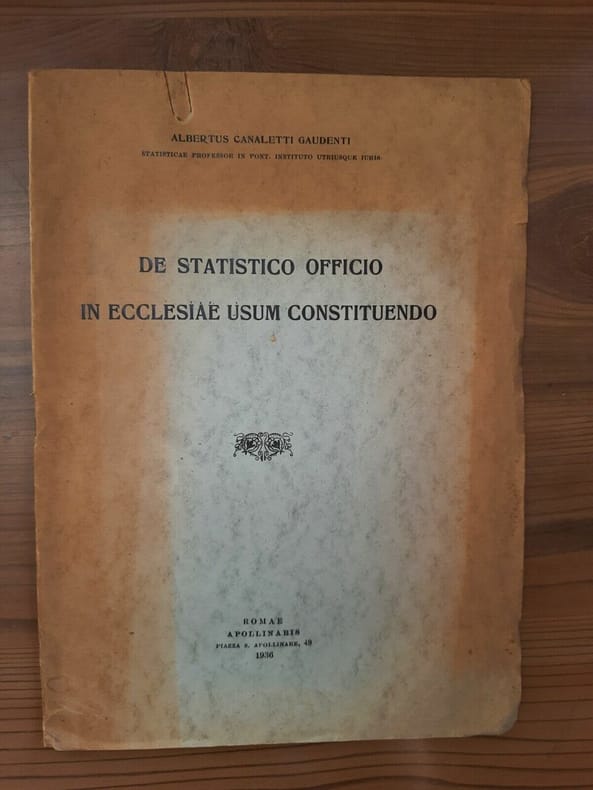 ALBERTUS CANALETTI GAUDENTI
STATISTICAE PROFESSOR IN PONT. INSTITUTO UTRIUSQUE IURIS
DE STATISTICO OFFICIO
IN ECCLESIAE USUM CONSTITUENDO
ROMAE
APOLLINARIS
PIAZZA S. APOLLINARE, 49
1936